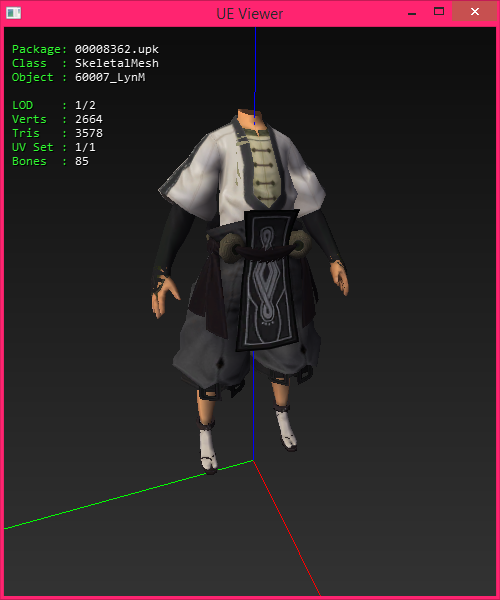 UE Viewer
Package: 00008362.upk
Class : SkeletalMesh
Object : 60007_LynM
LOD : 1/2
Verts : 2664
Tris : 3578
UV Set : 1/1
Bones : 85